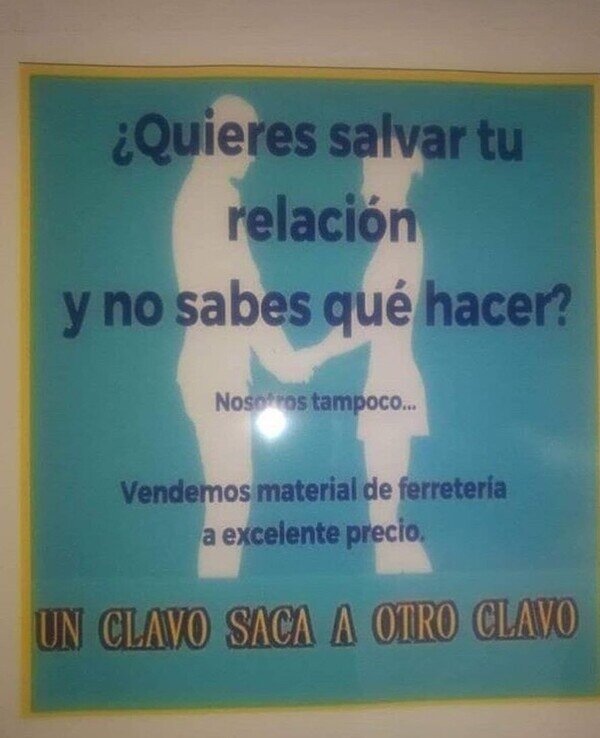 ¿Quieres salvar tu
relación
y no sabes qué hacer?
Nosotros tampoco...
Vendemos material de ferretería
a excelente precio.
UN CLAVO SACA A OTRO CLAVO